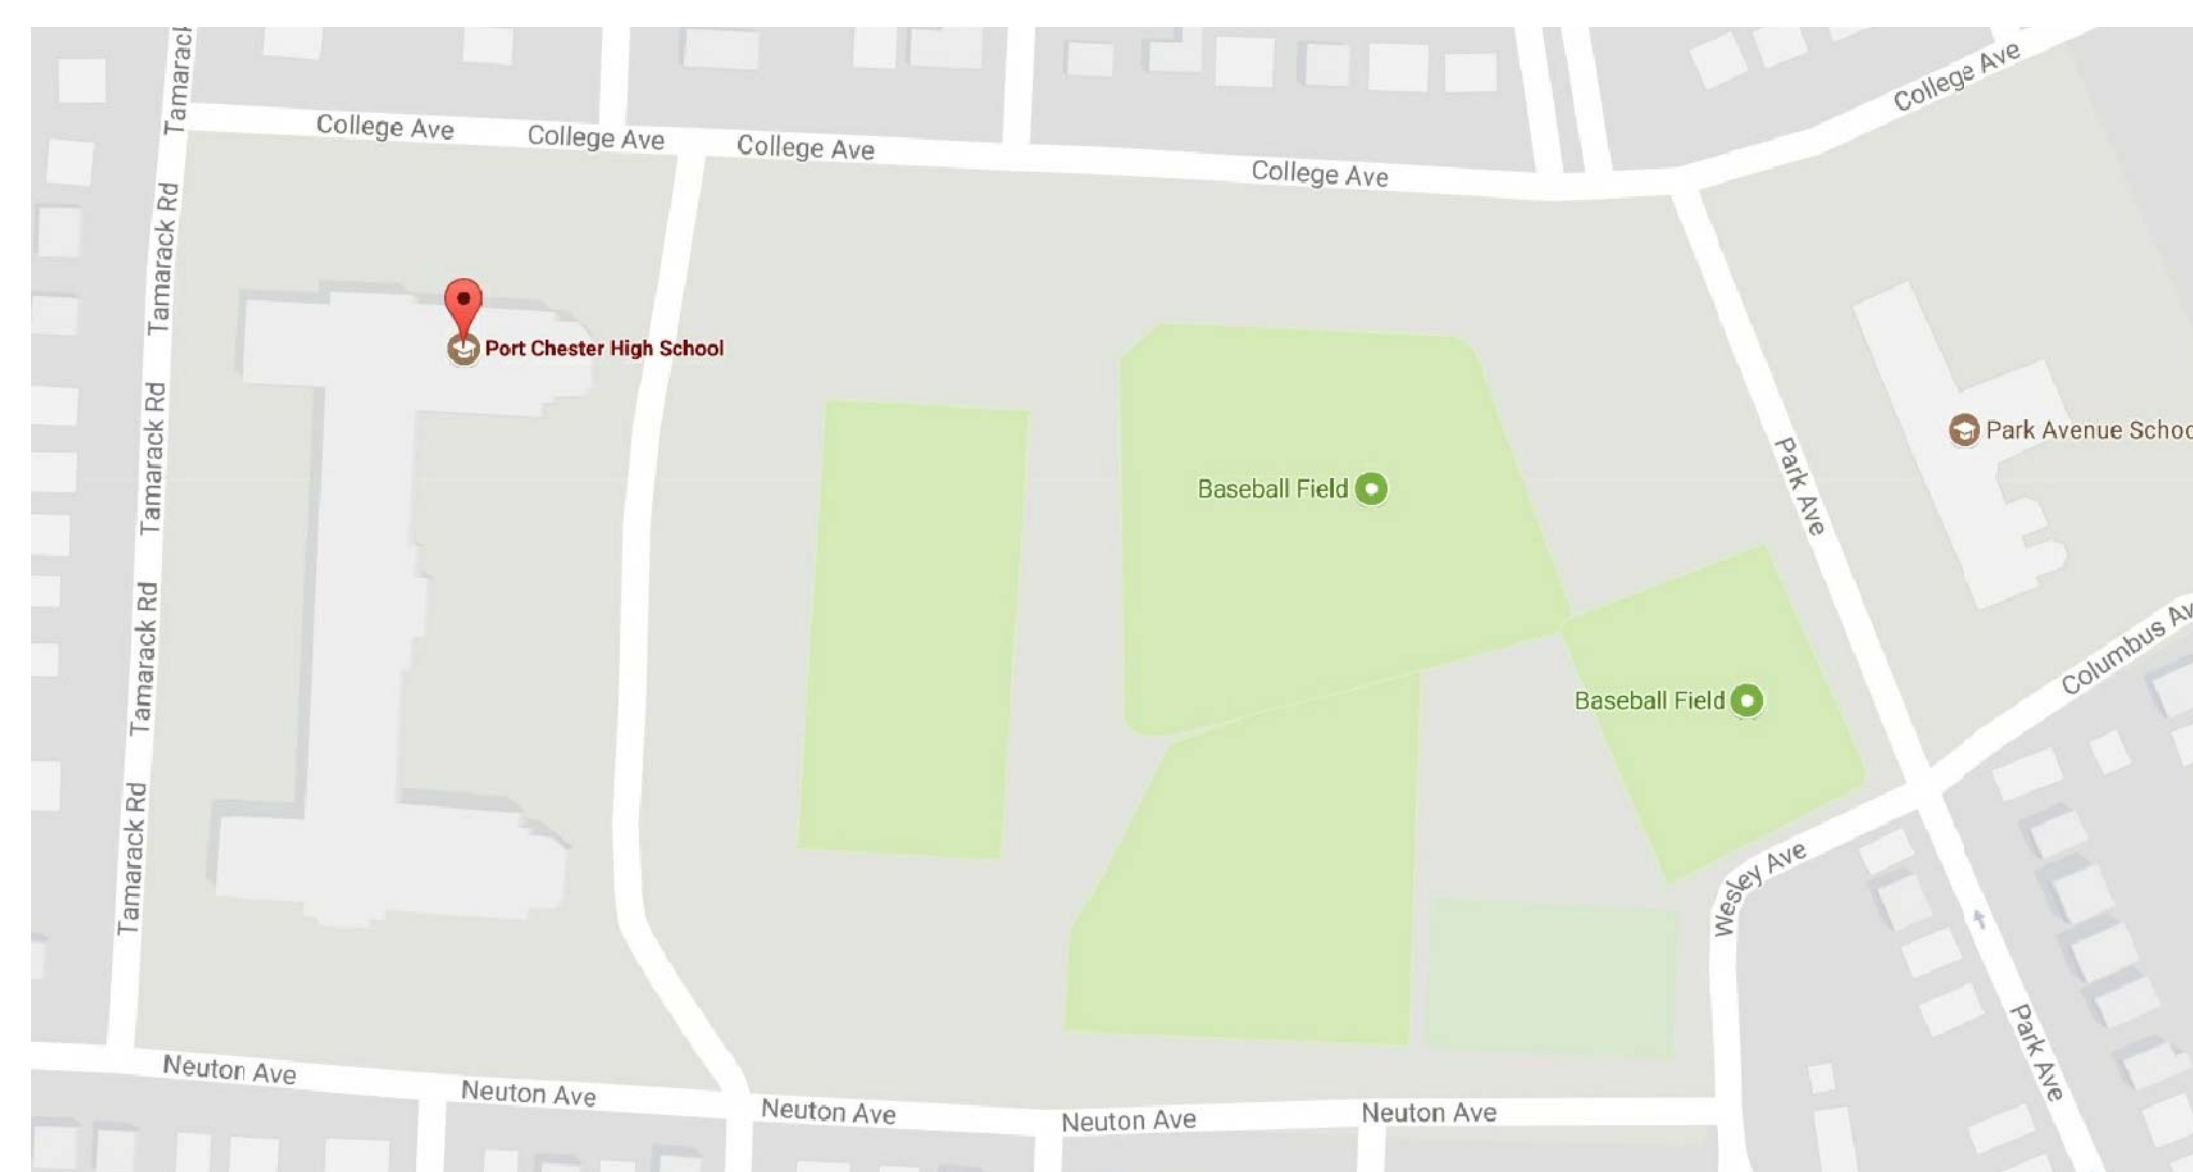 Tamarack
College Ave
College Ave
College Ave
College Ave
College Ave
Tamarack Rd
Port Chester High School
Tamarack Rd
Park Avenue Schoo
Baseball Field
Park Ave
Tamarack Rd
Columbus Av
Baseball Field
Tamarack Rd
Wesley Ave
Park Ave
Neuton Ave
Neuton Ave
Neuton Ave
Neuton Ave
Neuton Ave